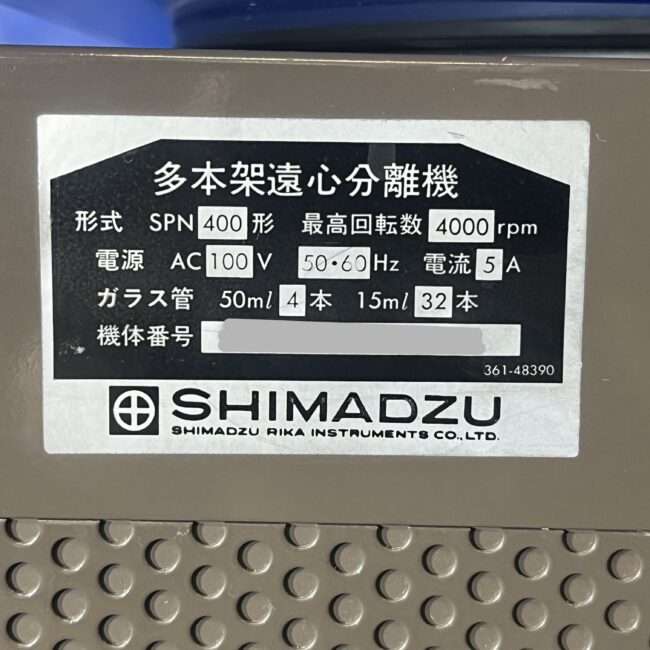 多本架遠心分離機
形式 SPN 400 形 最高回転数 4000 rpm
電源 AC 100 V 50・60 Hz 電流 5 A
ガラス管 50ml 4 本 15ml 32 本
機体番号
361-48390
SHIMADZU
SHIMADZU RIKA INSTRUMENTS CO., LTD.